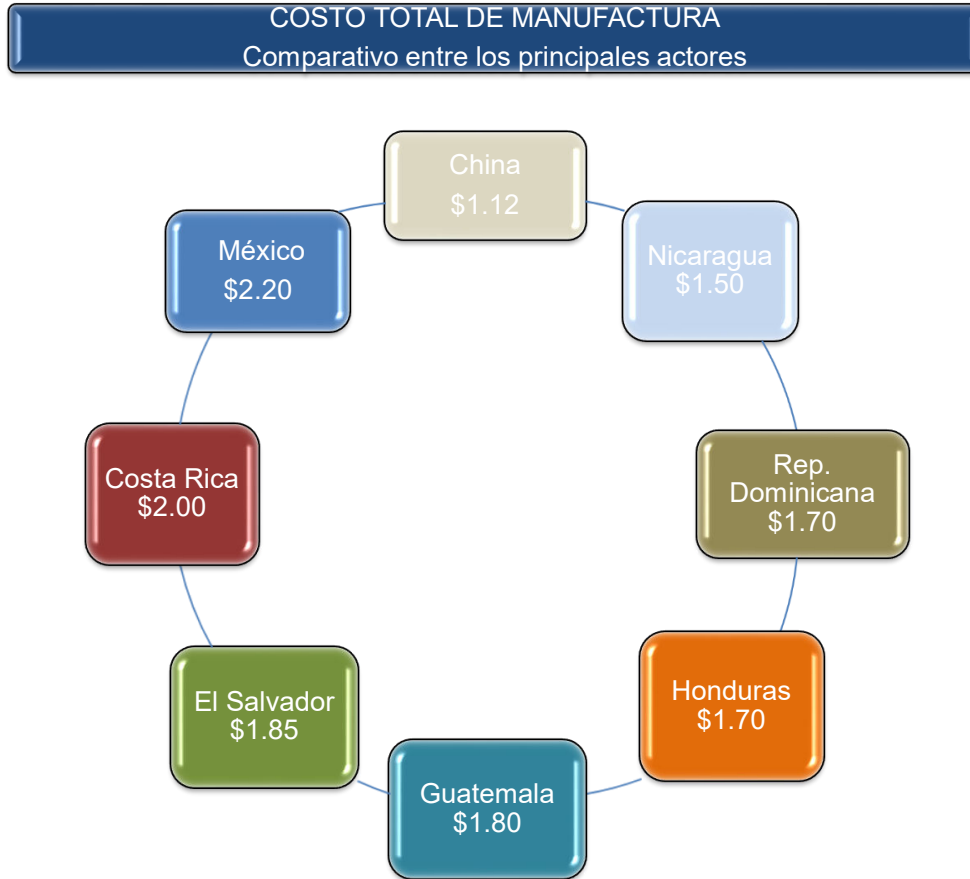 COSTO TOTAL DE MANUFACTURA
Comparativo entre los principales actores
China
$1.12
Nicaragua
$1.50
Rep.
Dominicana
$1.70
Honduras
$1.70
Guatemala
$1.80
El Salvador
$1.85
Costa Rica
$2.00
México
$2.20